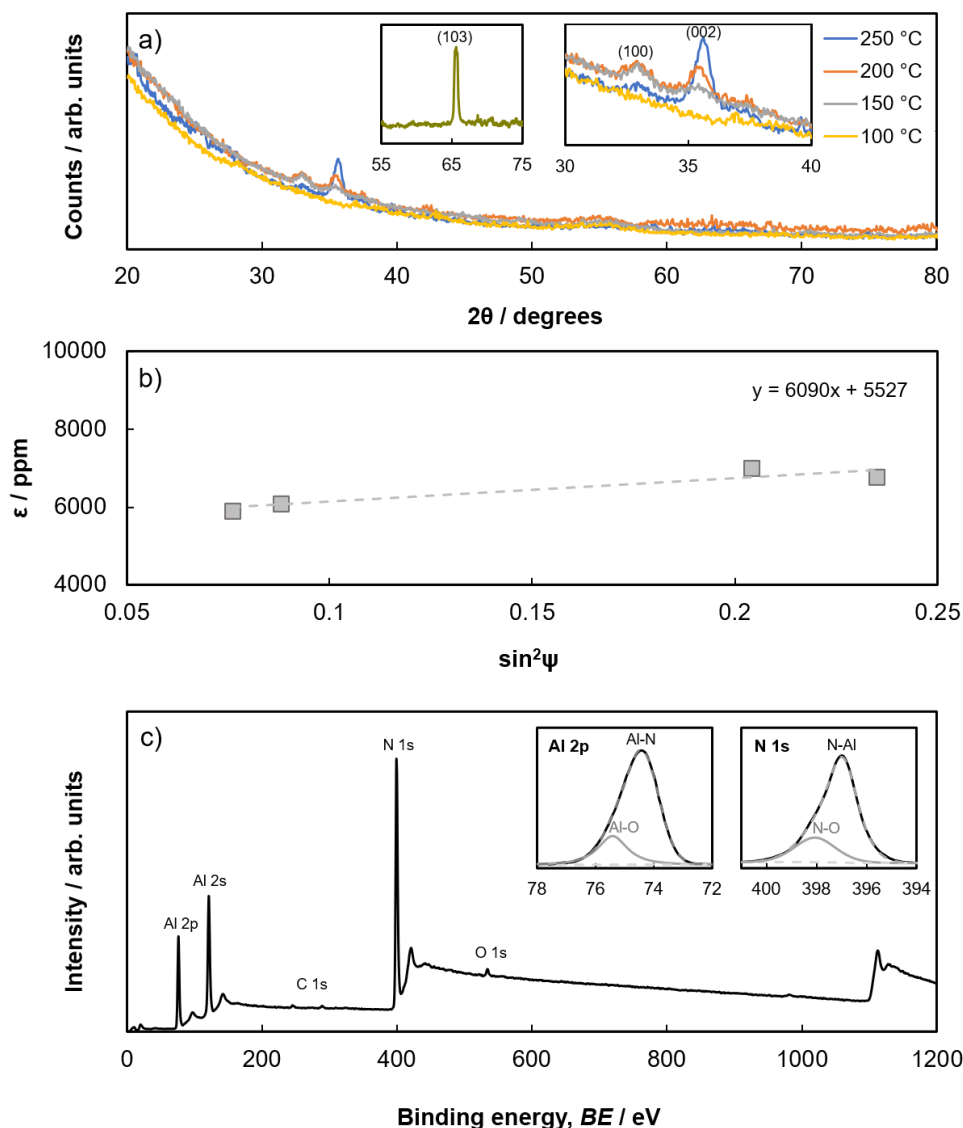 a)
Counts / arb. units
(103)
55 65 75
(100)
(002)
30 35 40
250 °C
200 °C
150 °C
100 °C
20 30 40 50 60 70 80
2θ / degrees
b)
ε / ppm
10000
8000
6000
4000
y = 6090x + 5527
0.05 0.1 0.15 0.2 0.25
sin²ψ
c)
Intensity / arb. units
Al 2p
Al 2s
C 1s
N 1s
O 1s
Al 2p
Al-N
Al-O
78 76 74 72
N 1s
N-Al
N-O
400 398 396 394
0 200 400 600 800 1000 1200
Binding energy, BE / eV